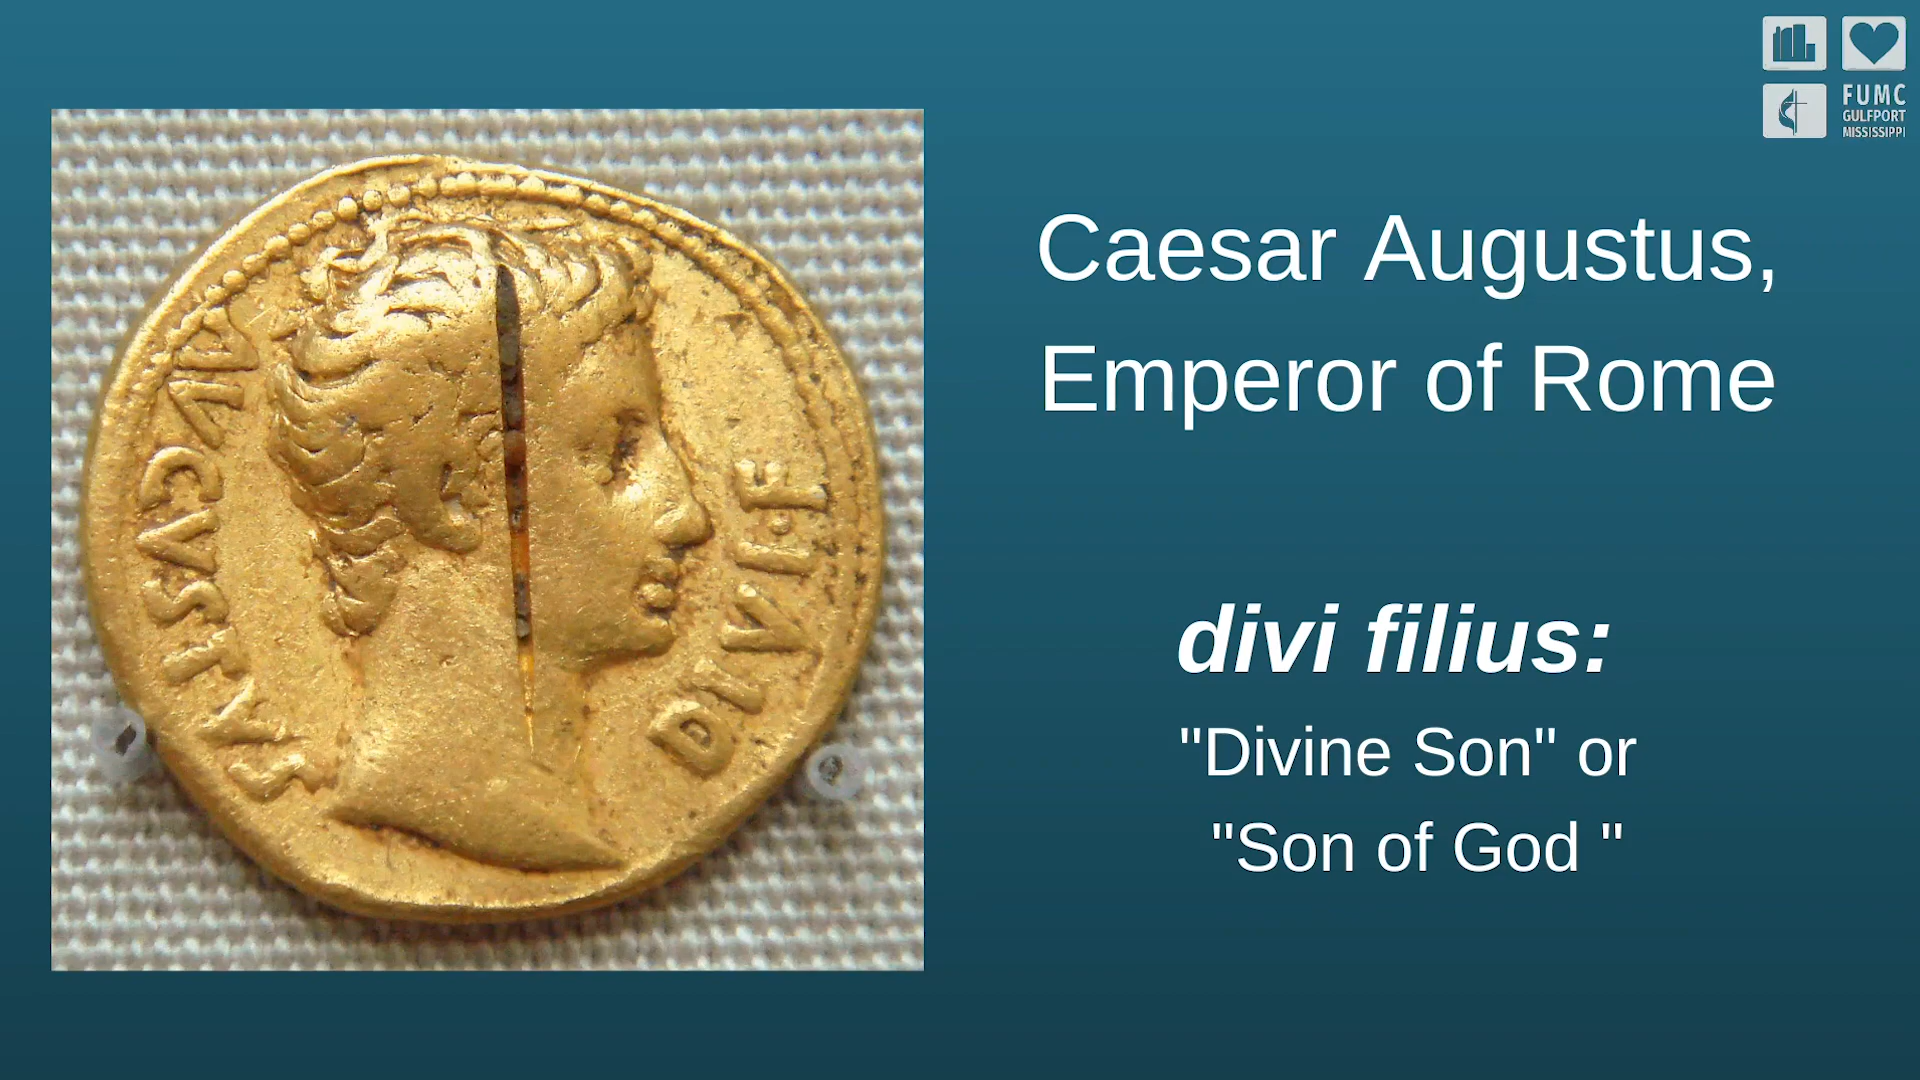 FUMC
GULFPORT
MISSISSIPPI
AVGVSTVS
DIVI·F
Caesar Augustus,
Emperor of Rome
divi filius:
"Divine Son" or
"Son of God "